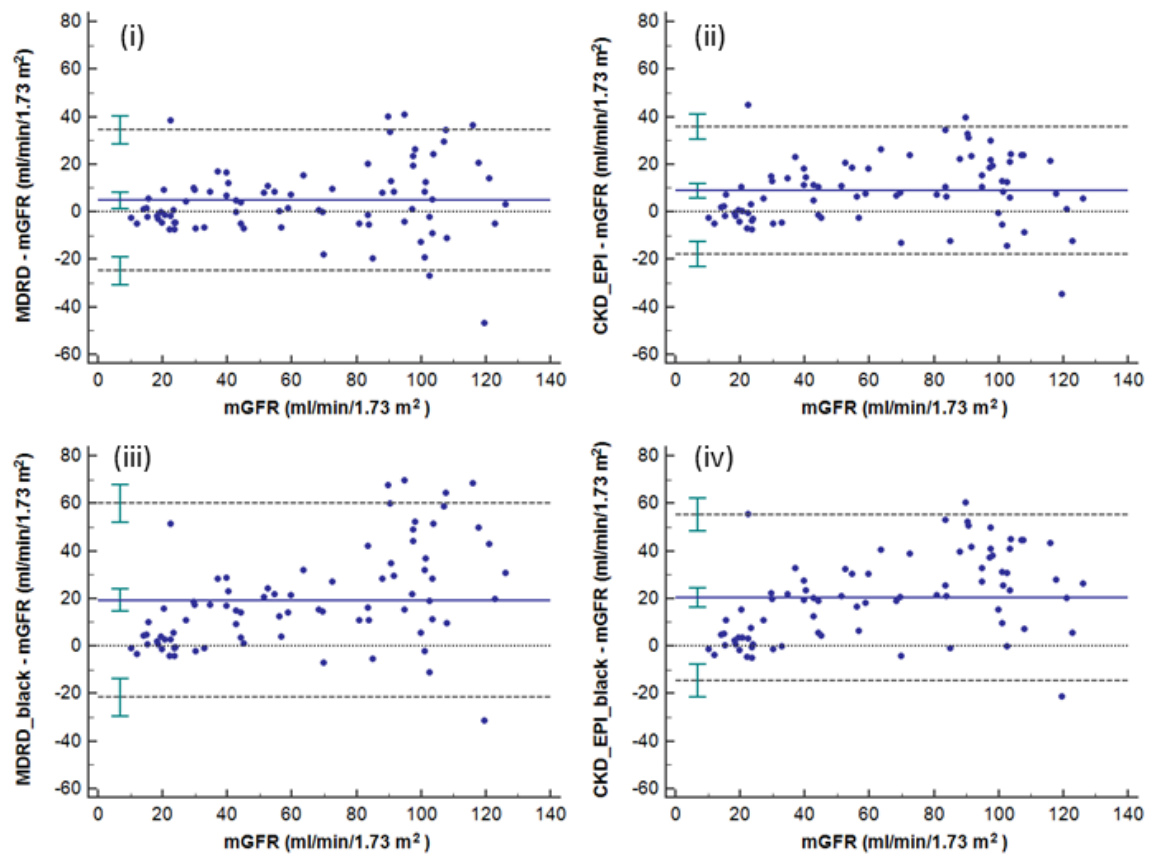 (i)
MDRD - mGFR (ml/min/1.73 m²)
80
60
40
20
0
-20
-40
-60
0 20 40 60 80 100 120 140
mGFR (ml/min/1.73 m²)
(ii)
CKD_EPI - mGFR (ml/min/1.73 m²)
80
60
40
20
0
-20
-40
-60
0 20 40 60 80 100 120 140
mGFR (ml/min/1.73 m²)
(iii)
MDRD_black - mGFR (ml/min/1.73 m²)
80
60
40
20
0
-20
-40
-60
0 20 40 60 80 100 120 140
mGFR (ml/min/1.73 m²)
(iv)
CKD_EPI_black - mGFR (ml/min/1.73 m²)
80
60
40
20
0
-20
-40
-60
0 20 40 60 80 100 120 140
mGFR (ml/min/1.73 m²)